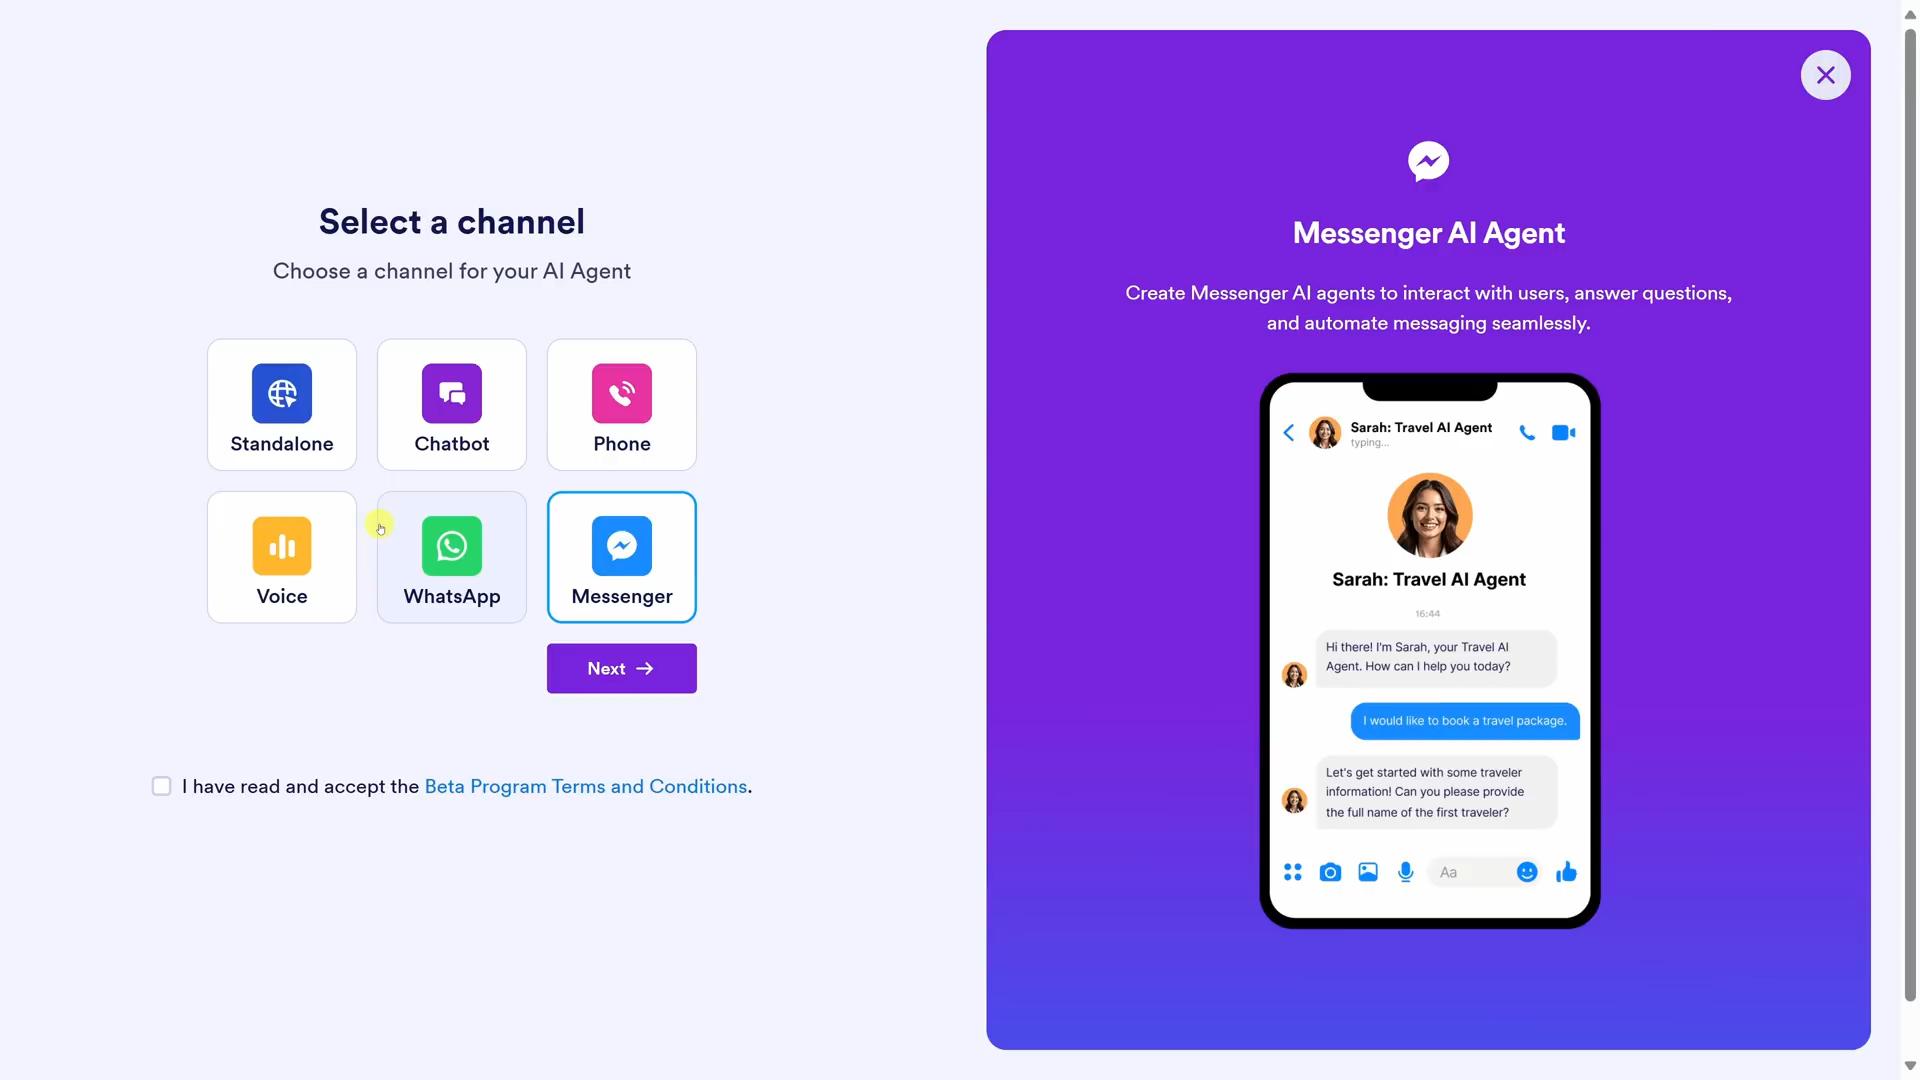 Select a channel
Choose a channel for your AI Agent
Standalone
Chatbot
Phone
Voice
WhatsApp
Messenger
Next
I have read and accept the Beta Program Terms and Conditions.
Messenger AI Agent
Create Messenger AI agents to interact with users, answer questions,
and automate messaging seamlessly.
Sarah: Travel AI Agent
typing...
Sarah: Travel AI Agent
16:44
Hi there! I'm Sarah, your Travel AI
Agent. How can I help you today?
I would like to book a travel package.
Let's get started with some traveler
information! Can you please provide
the full name of the first traveler?
Aa